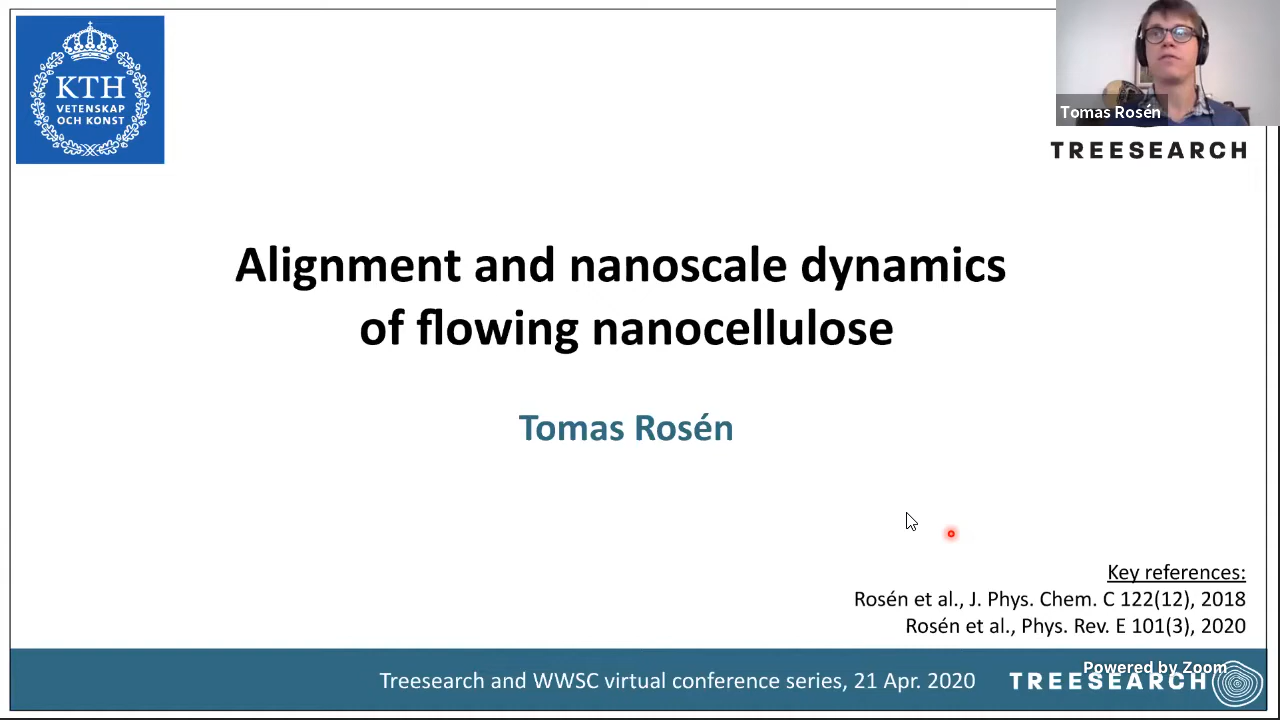 KTH
VETENSKAP
OCH KONST
Tomas Rosén
TREESEARCH
Alignment and nanoscale dynamics
of flowing nanocellulose
Tomas Rosén
Key references:
Rosén et al., J. Phys. Chem. C 122(12), 2018
Rosén et al., Phys. Rev. E 101(3), 2020
Treesearch and WWSC virtual conference series, 21 Apr. 2020
Powered by Zoom
TREESEARCH